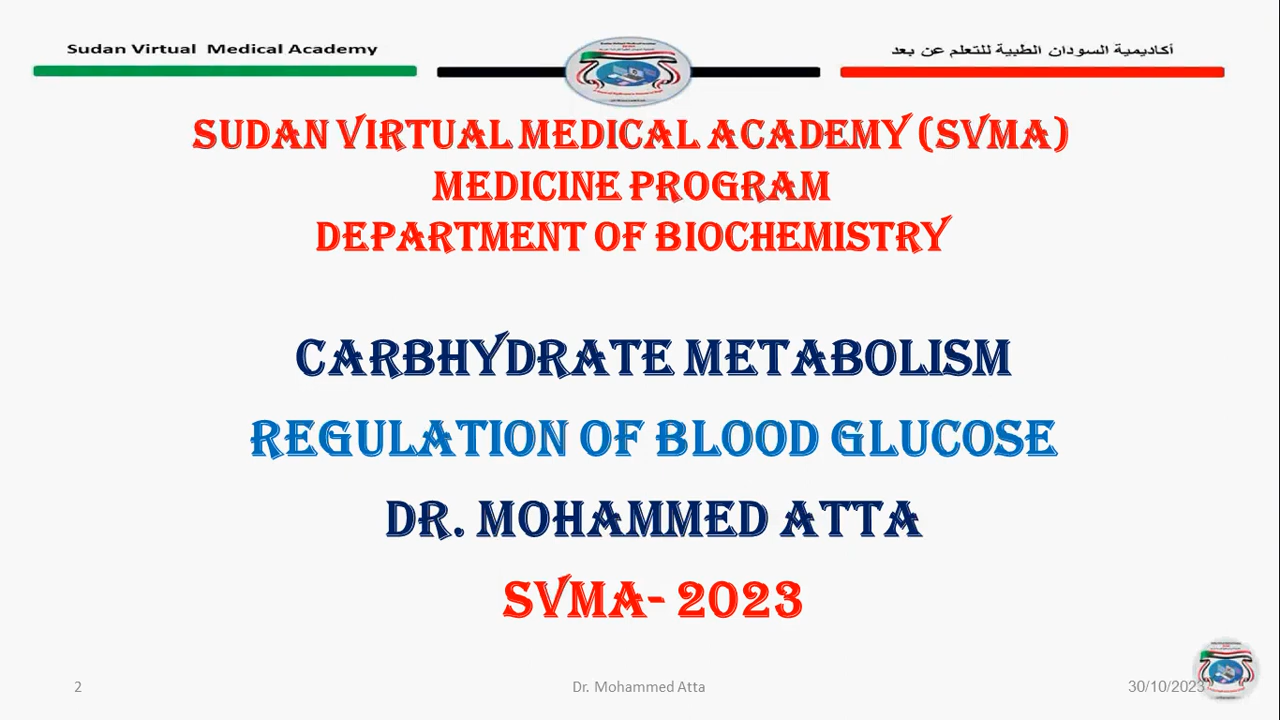 Sudan Virtual Medical Academy
أكاديمية السودان الطبية للتعلم عن بعد
SUDAN VIRTUAL MEDICAL ACADEMY (SVMA)
MEDICINE PROGRAM
DEPARTMENT OF BIOCHEMISTRY
CARBHYDRATE METABOLISM
REGULATION OF BLOOD GLUCOSE
DR. MOHAMMED ATTA
SVMA- 2023
2
Dr. Mohammed Atta
30/10/2023